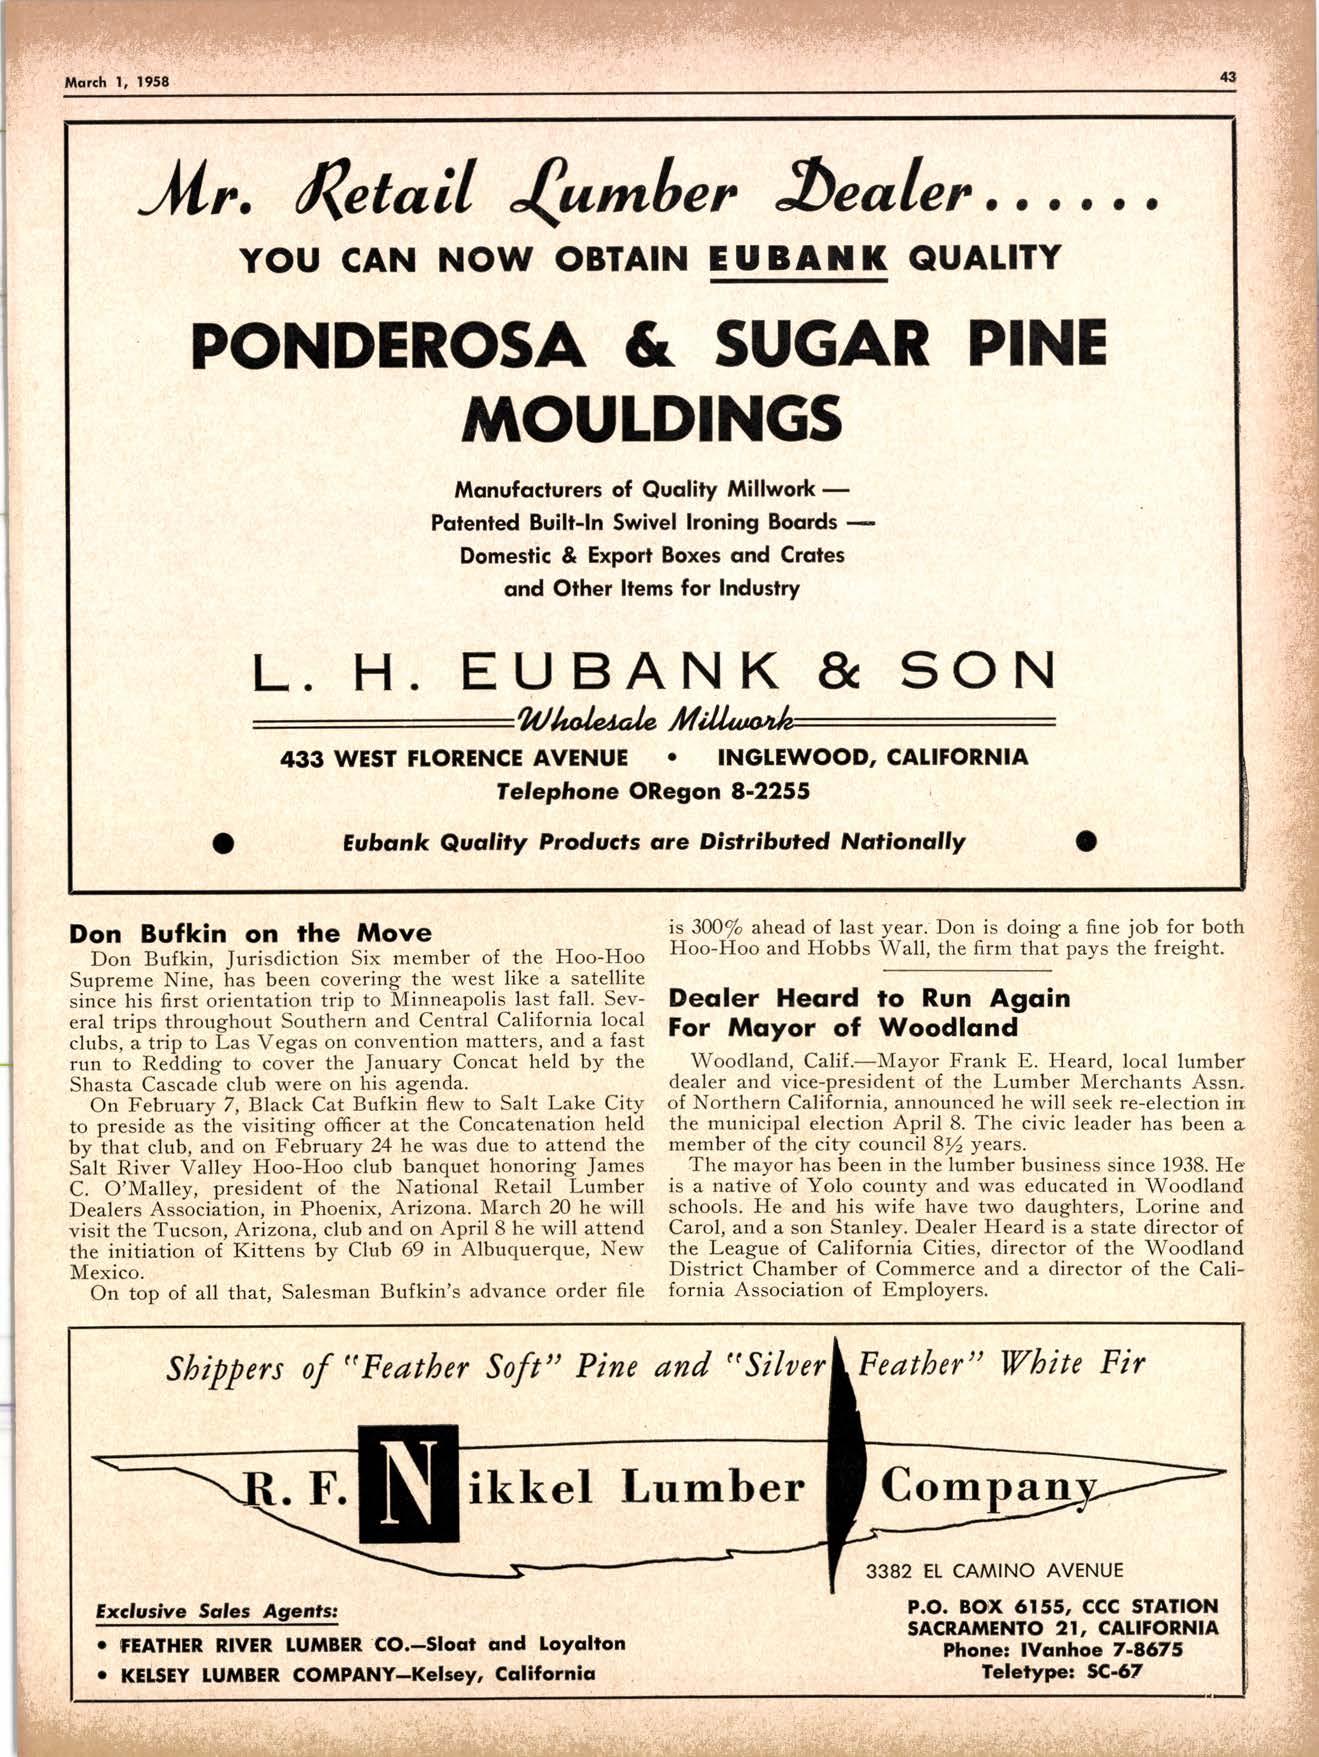 March 1, 1958
43
Mr. Retail Lumber Dealer......
YOU CAN NOW OBTAIN EUBANK QUALITY
PONDEROSA & SUGAR PINE
MOULDINGS
Manufacturers of Quality Millwork —
Patented Built-In Swivel Ironing Boards —
Domestic & Export Boxes and Crates
and Other Items for Industry
L. H. EUBANK & SON
Wholesale Millwork
433 WEST FLORENCE AVENUE • INGLEWOOD, CALIFORNIA
Telephone ORegon 8-2255
● Eubank Quality Products are Distributed Nationally ●
Don Bufkin on the Move
Don Bufkin, Jurisdiction Six member of the Hoo-Hoo
Supreme Nine, has been covering the west like a satellite
since his first orientation trip to Minneapolis last fall. Sev-
eral trips throughout Southern and Central California local
clubs, a trip to Las Vegas on convention matters, and a fast
run to Redding to cover the January Concat held by the
Shasta Cascade club were on his agenda.
On February 7, Black Cat Bufkin flew to Salt Lake City
to preside as the visiting officer at the Concatenation held
by that club, and on February 24 he was due to attend the
Salt River Valley Hoo-Hoo club banquet honoring James
C. O'Malley, president of the National Retail Lumber
Dealers Association, in Phoenix, Arizona. March 20 he will
visit the Tucson, Arizona, club and on April 8 he will attend
the initiation of Kittens by Club 69 in Albuquerque, New
Mexico.
On top of all that, Salesman Bufkin's advance order file
is 300% ahead of last year. Don is doing a fine job for both
Hoo-Hoo and Hobbs Wall, the firm that pays the freight.
Dealer Heard to Run Again
For Mayor of Woodland
Woodland, Calif.—Mayor Frank E. Heard, local lumber
dealer and vice-president of the Lumber Merchants Assn.
of Northern California, announced he will seek re-election in
the municipal election April 8. The civic leader has been a
member of the city council 8½ years.
The mayor has been in the lumber business since 1938. He
is a native of Yolo county and was educated in Woodland
schools. He and his wife have two daughters, Lorine and
Carol, and a son Stanley. Dealer Heard is a state director of
the League of California Cities, director of the Woodland
District Chamber of Commerce and a director of the Cali-
fornia Association of Employers.
Shippers of "Feather Soft" Pine and "Silver Feather" White Fir
R. F. Nikkel Lumber Company
3382 EL CAMINO AVENUE
Exclusive Sales Agents:
• FEATHER RIVER LUMBER CO.—Sloat and Loyalton
• KELSEY LUMBER COMPANY—Kelsey, California
P.O. BOX 6155, CCC STATION
SACRAMENTO 21, CALIFORNIA
Phone: IVanhoe 7-8675
Teletype: SC-67